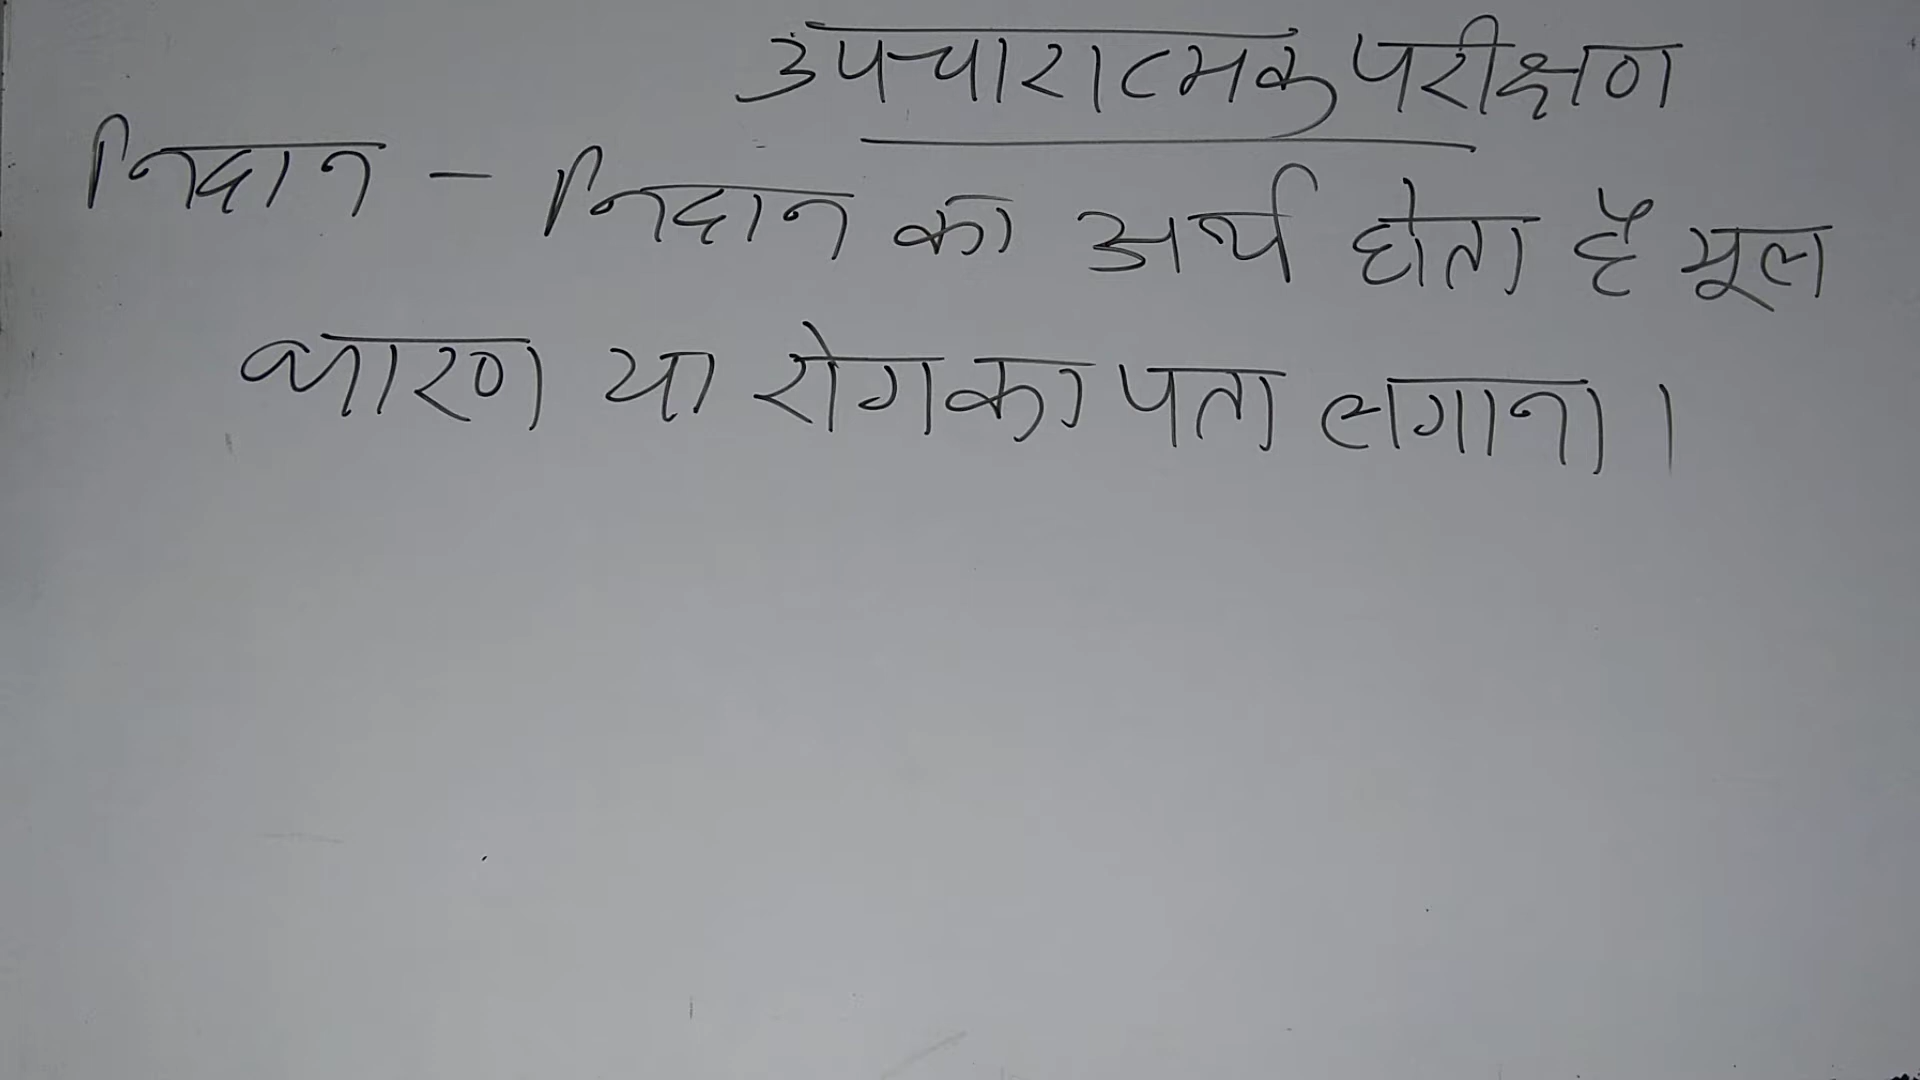 उपचारात्मक परीक्षण
निदान - निदान का अर्थ होता है मूल
कारण या रोग का पता लगाना।